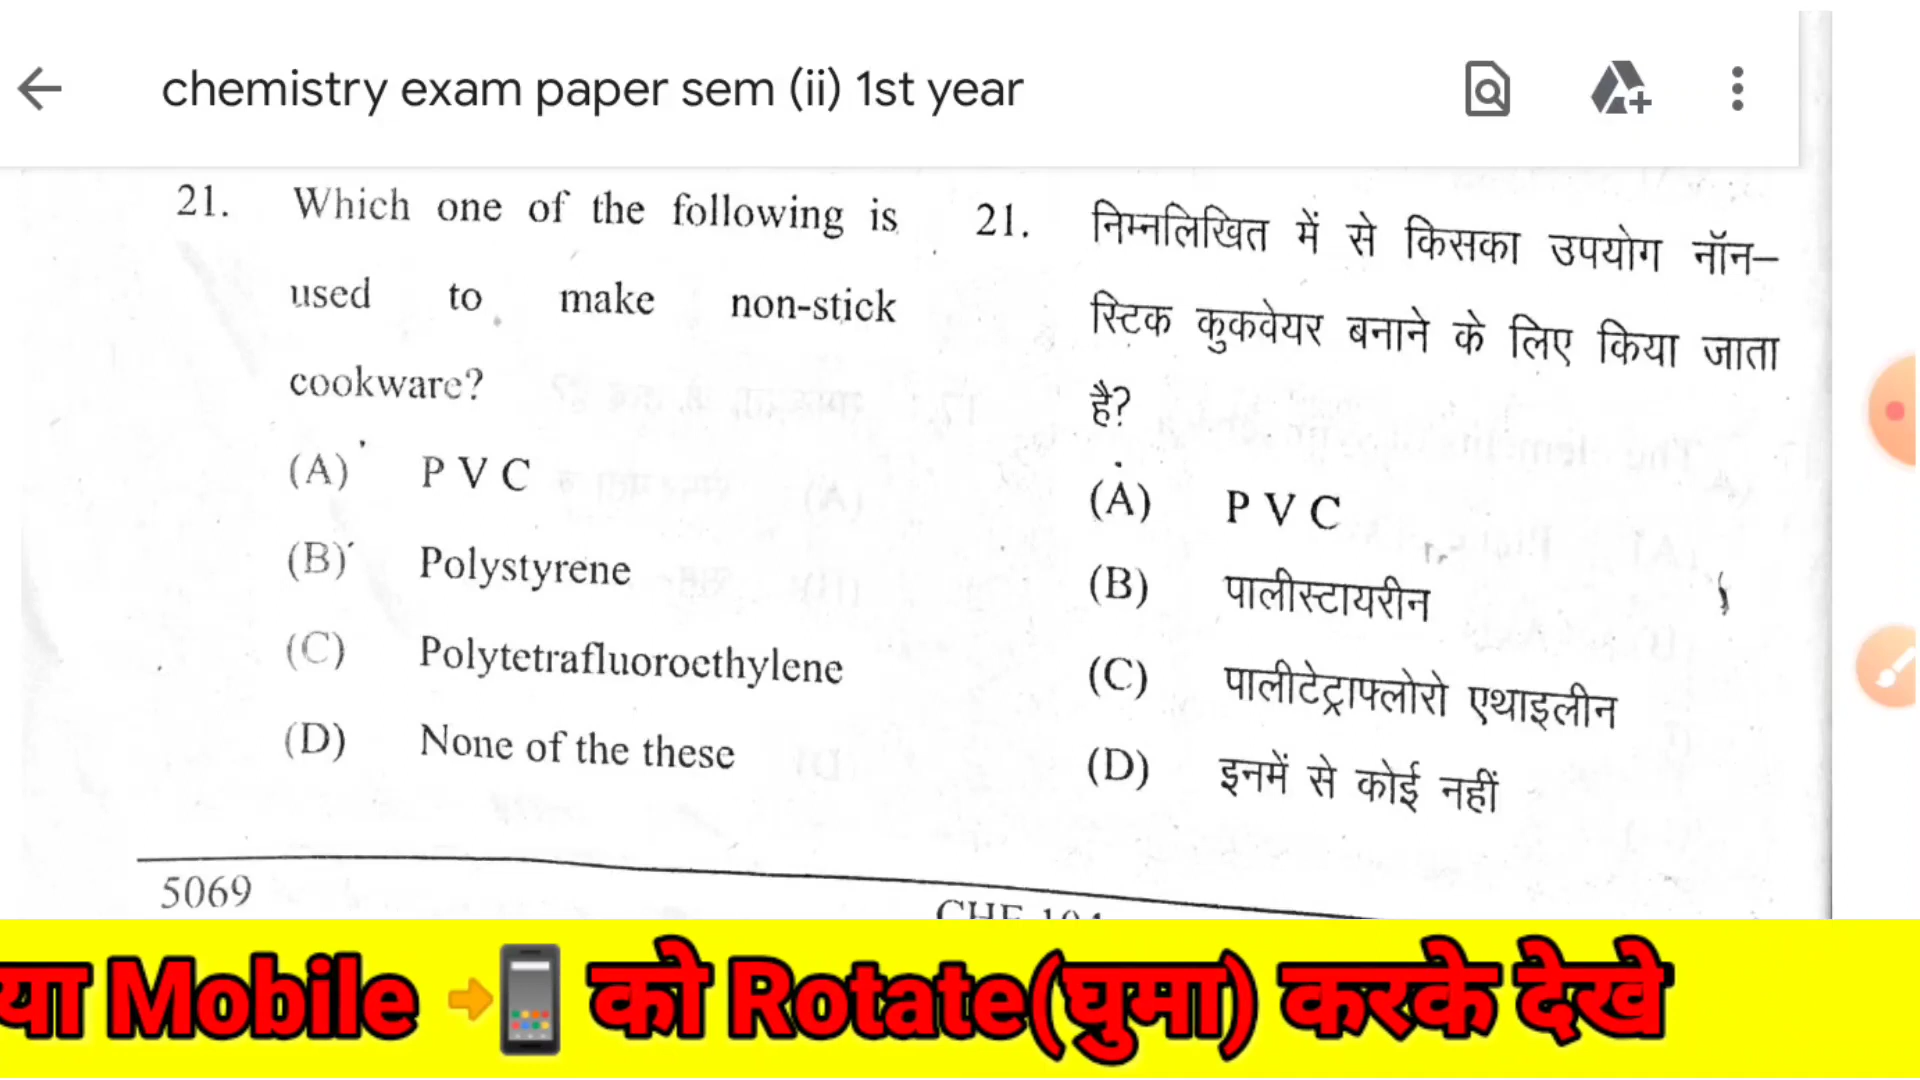 chemistry exam paper sem (ii) 1st year
21. Which one of the following is
used to make non-stick
cookware?
(A) P V C
(B) Polystyrene
(C) Polytetrafluoroethylene
(D) None of the these
21. निम्नलिखित में से किसका उपयोग नॉन–
स्टिक कुकवेयर बनाने के लिए किया जाता
है?
(A) P V C
(B) पालीस्टायरीन
(C) पालीटेट्राफ्लोरो एथाइलीन
(D) इनमें से कोई नहीं
5069
या Mobile को Rotate(घुमा) करके देखे